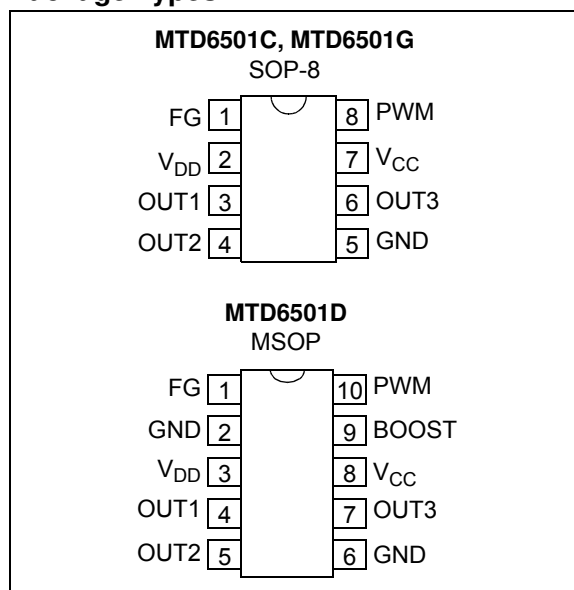 MTD6501C, MTD6501G
SOP-8
FG 1 8 PWM
VDD 2 7 VCC
OUT1 3 6 OUT3
OUT2 4 5 GND
MTD6501D
MSOP
FG 1 10 PWM
GND 2 9 BOOST
VDD 3 8 VCC
OUT1 4 7 OUT3
OUT2 5 6 GND